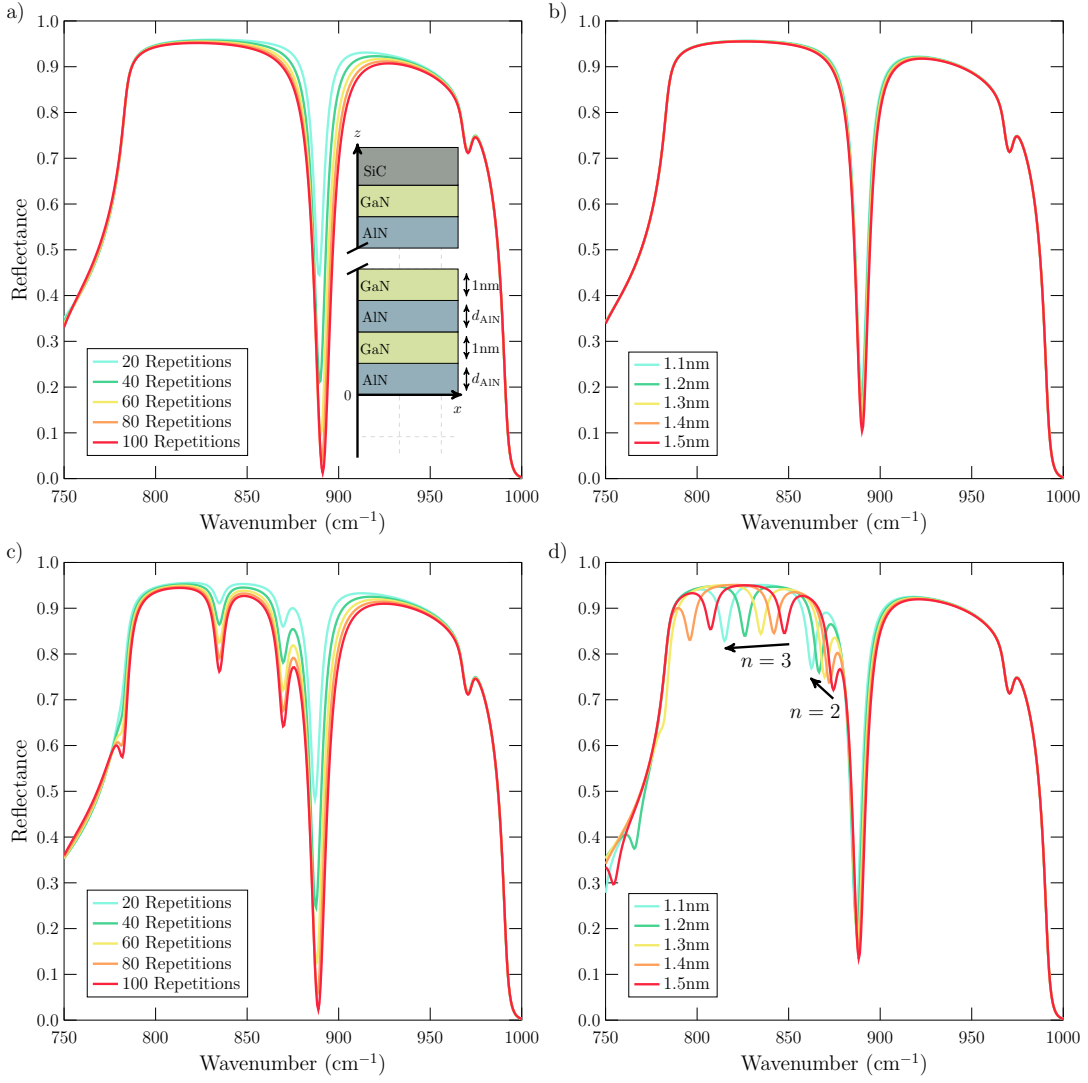 a)
1.0
0.9
0.8
0.7
0.6
0.5
0.4
0.3
0.2
0.1
0.0
Reflectance
750
800
850
900
950
1000
Wavenumber (cm⁻¹)
20 Repetitions
40 Repetitions
60 Repetitions
80 Repetitions
100 Repetitions
z
SiC
GaN
AlN
GaN
1nm
AlN
d_AlN
GaN
1nm
AlN
d_AlN
0
x
b)
1.0
0.9
0.8
0.7
0.6
0.5
0.4
0.3
0.2
0.1
0.0
750
800
850
900
950
1000
Wavenumber (cm⁻¹)
1.1nm
1.2nm
1.3nm
1.4nm
1.5nm
c)
1.0
0.9
0.8
0.7
0.6
0.5
0.4
0.3
0.2
0.1
0.0
Reflectance
750
800
850
900
950
1000
Wavenumber (cm⁻¹)
20 Repetitions
40 Repetitions
60 Repetitions
80 Repetitions
100 Repetitions
d)
1.0
0.9
0.8
0.7
0.6
0.5
0.4
0.3
0.2
0.1
0.0
750
800
850
900
950
1000
Wavenumber (cm⁻¹)
n = 3
n = 2
1.1nm
1.2nm
1.3nm
1.4nm
1.5nm